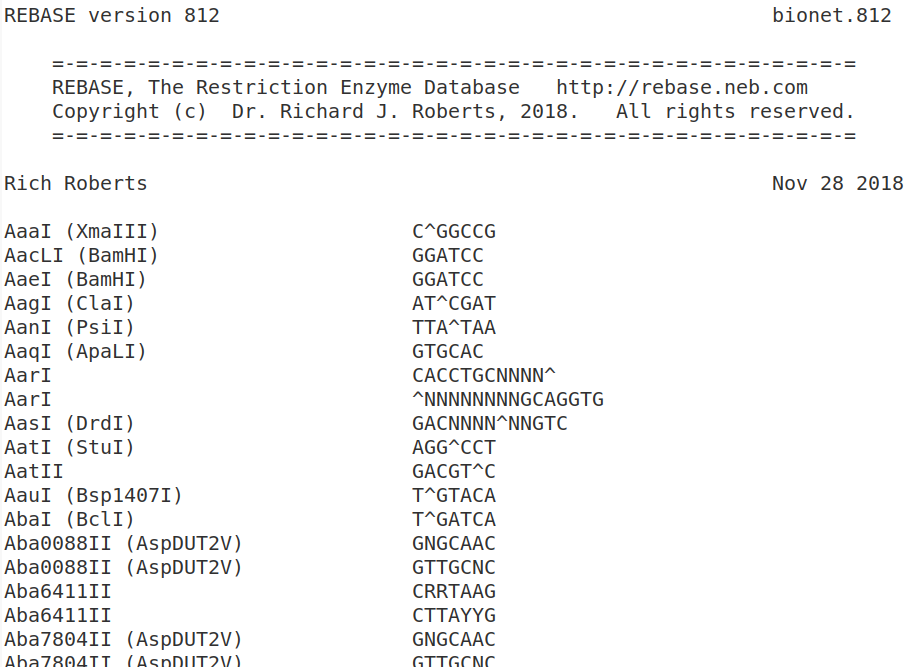 REBASE version 812 bionet.812
=-=-=-=-=-=-=-=-=-=-=-=-=-=-=-=-=-=-=-=-=-=-=-=-=-=-=-=-=-=-=-=-=-=
REBASE, The Restriction Enzyme Database http://rebase.neb.com
Copyright (c) Dr. Richard J. Roberts, 2018. All rights reserved.
=-=-=-=-=-=-=-=-=-=-=-=-=-=-=-=-=-=-=-=-=-=-=-=-=-=-=-=-=-=-=-=-=-=
Rich Roberts Nov 28 2018
AaaI (XmaIII) C^GGCCG
AacLI (BamHI) GGATCC
AaeI (BamHI) GGATCC
AagI (ClaI) AT^CGAT
AanI (PsiI) TTA^TAA
AaqI (ApaLI) GTGCAC
AarI CACCTGCNNNN^
AarI ^NNNNNNNNGCAGGTG
AasI (DrdI) GACNNNN^NNGTC
AatI (StuI) AGG^CCT
AatII GACGT^C
AauI (Bsp1407I) T^GTACA
AbaI (BclI) T^GATCA
Aba0088II (AspDUT2V) GNGCAAC
Aba0088II (AspDUT2V) GTTGCNC
Aba6411II CRRTAAG
Aba6411II CTTAYYG
Aba7804II (AspDUT2V) GNGCAAC
Aba7804II (AspDUT2V) GTTGCNC